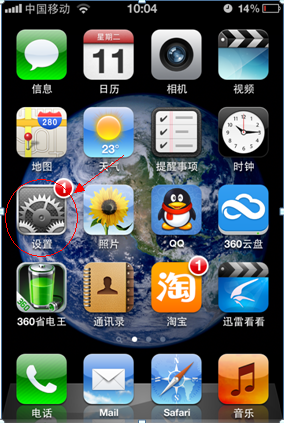 中国移动 10:04 14%
星期二
11
280
23°
1
360
1
信息 日历 相机 视频
地图 天气 提醒事项 时钟
设置 照片 QQ 360云盘
360省电王 通讯录 淘宝 迅雷看看
淘
电话 Mail Safari 音乐